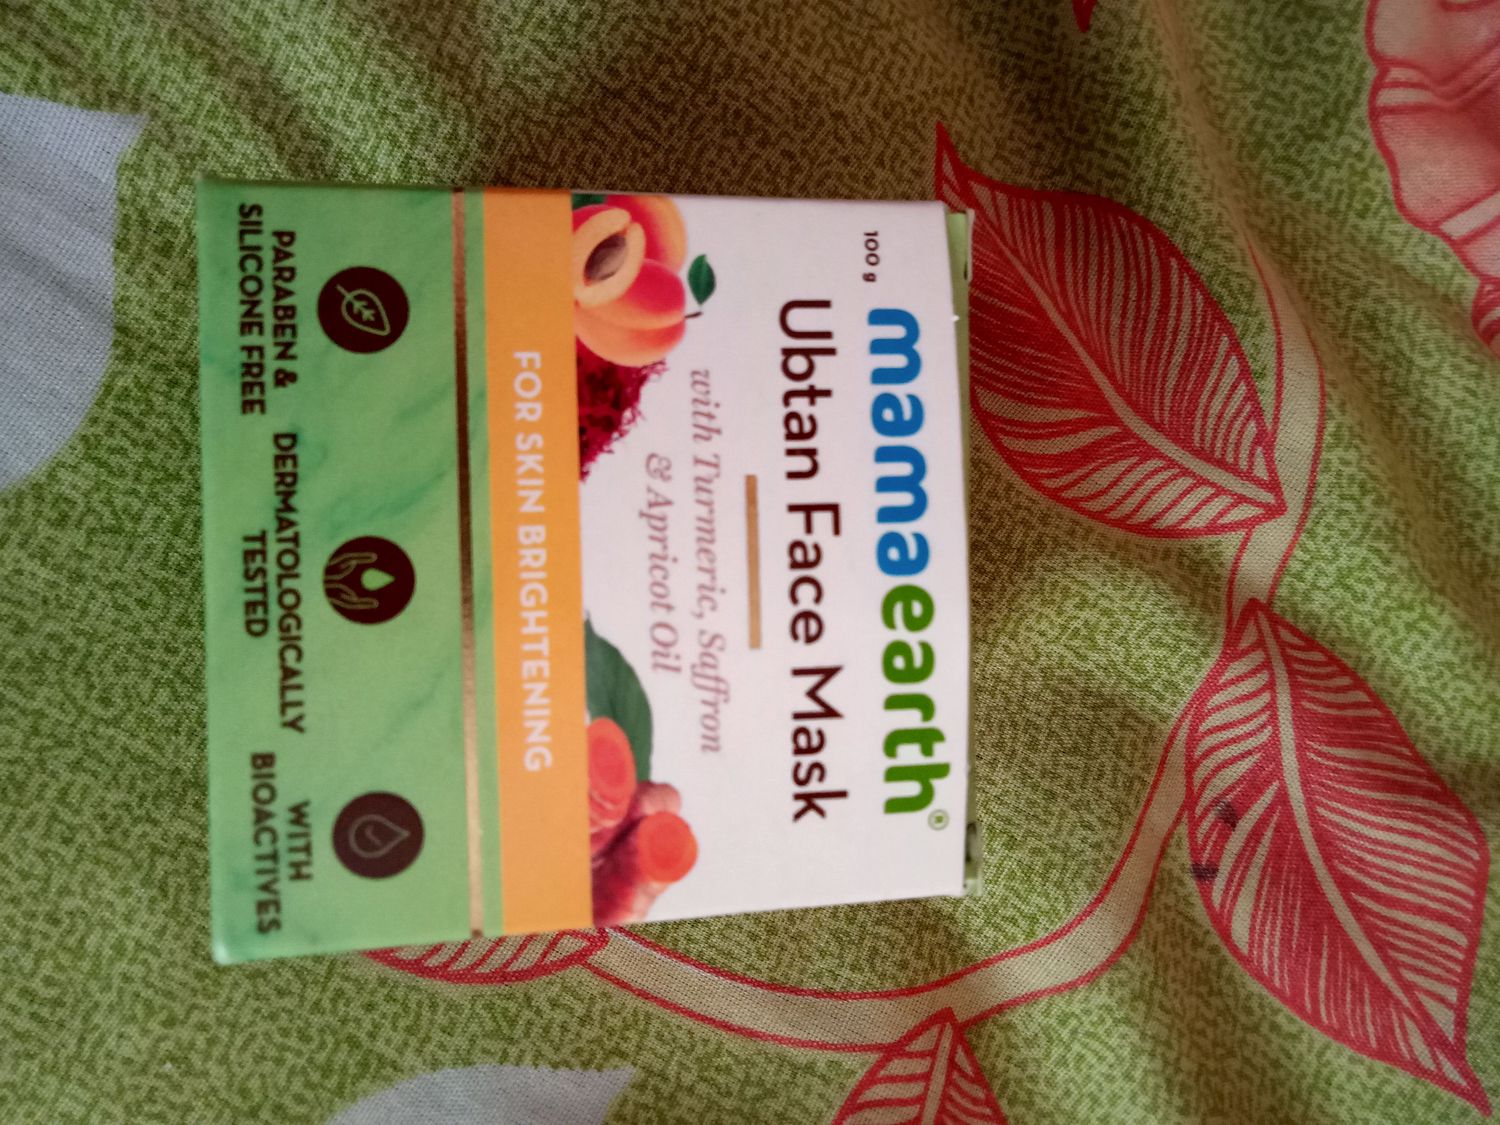 100 g
mamaearth®
Ubtan Face Mask
with Turmeric, Saffron
& Apricot Oil
FOR SKIN BRIGHTENING
PARABEN &
SILICONE FREE
DERMATOLOGICALLY
TESTED
WITH
BIOACTIVES